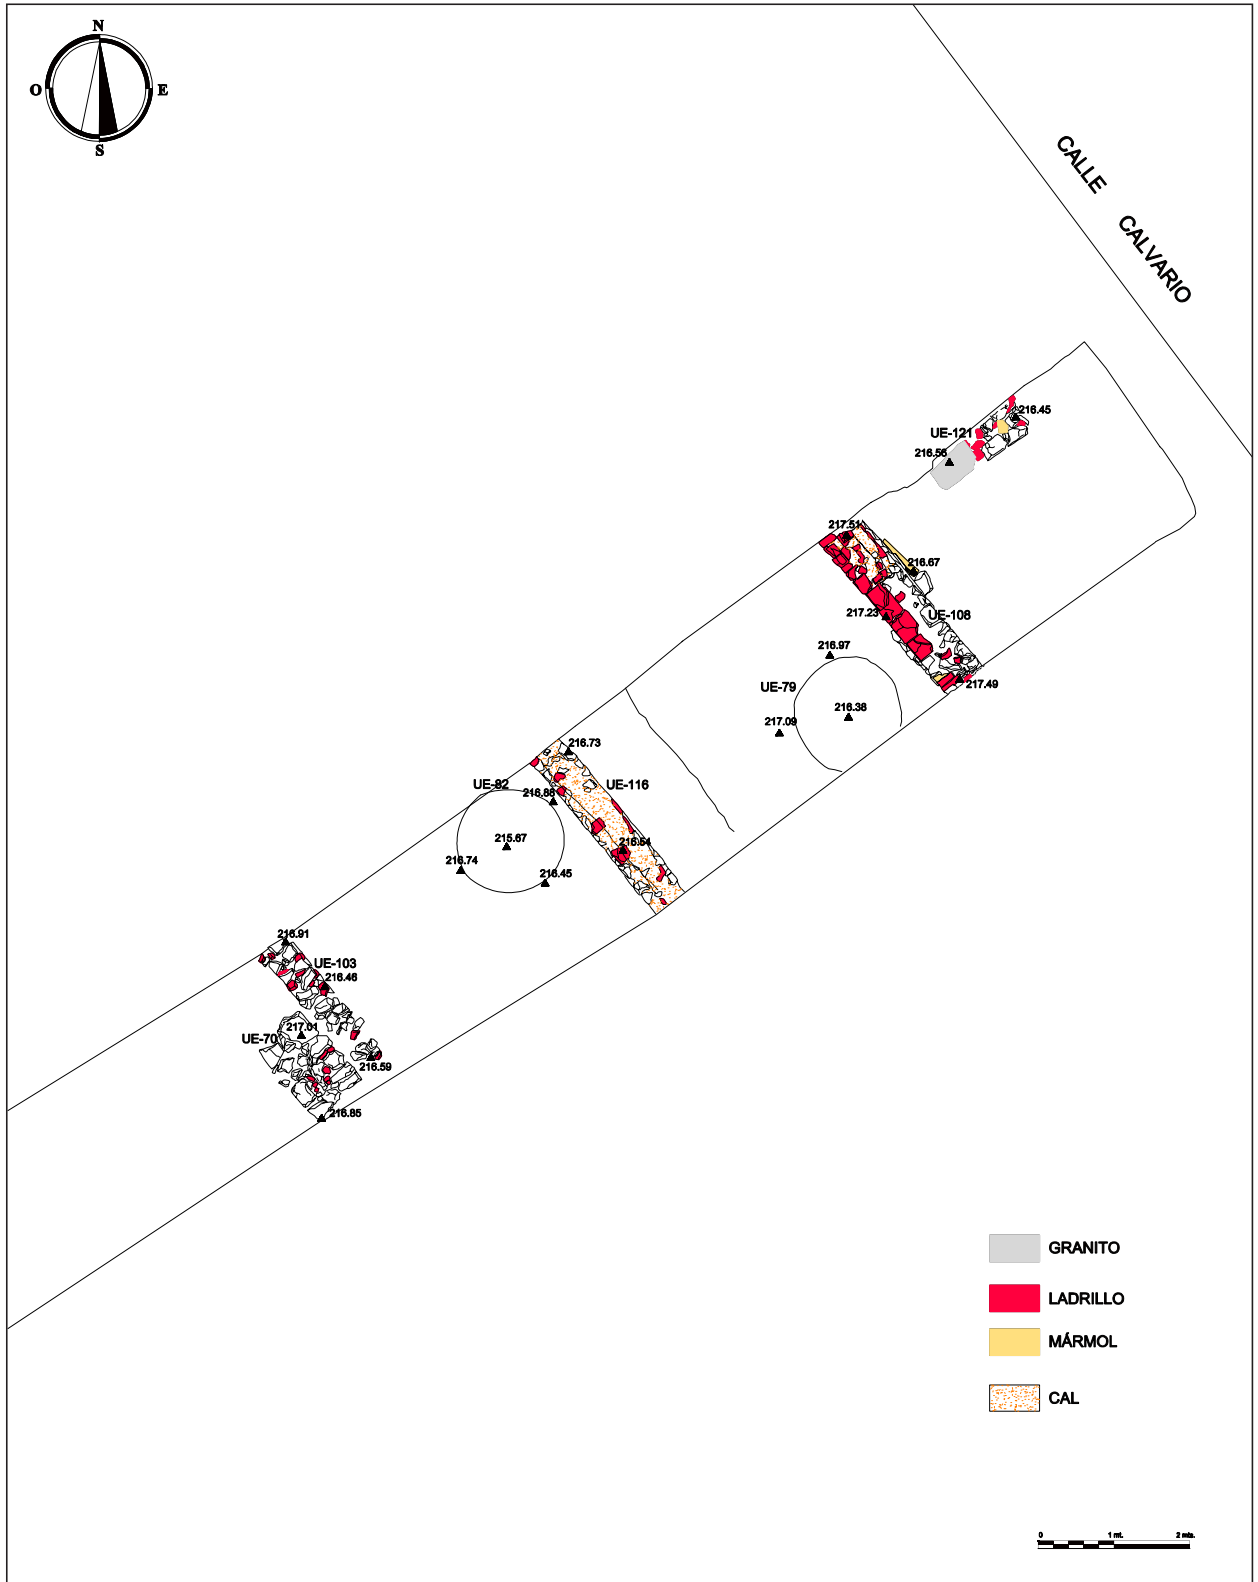 N
O
E
S
CALLE
CALVARIO
216.45
UE-121
216.56
217.51
216.67
217.23
UE-108
216.97
217.49
UE-79
216.38
217.09
216.73
UE-82
UE-116
216.88
215.67
216.54
216.74
216.45
216.91
UE-103
216.46
217.01
UE-70
216.59
216.85
GRANITO
LADRILLO
MÁRMOL
CAL
0 1 mt. 2 mts.